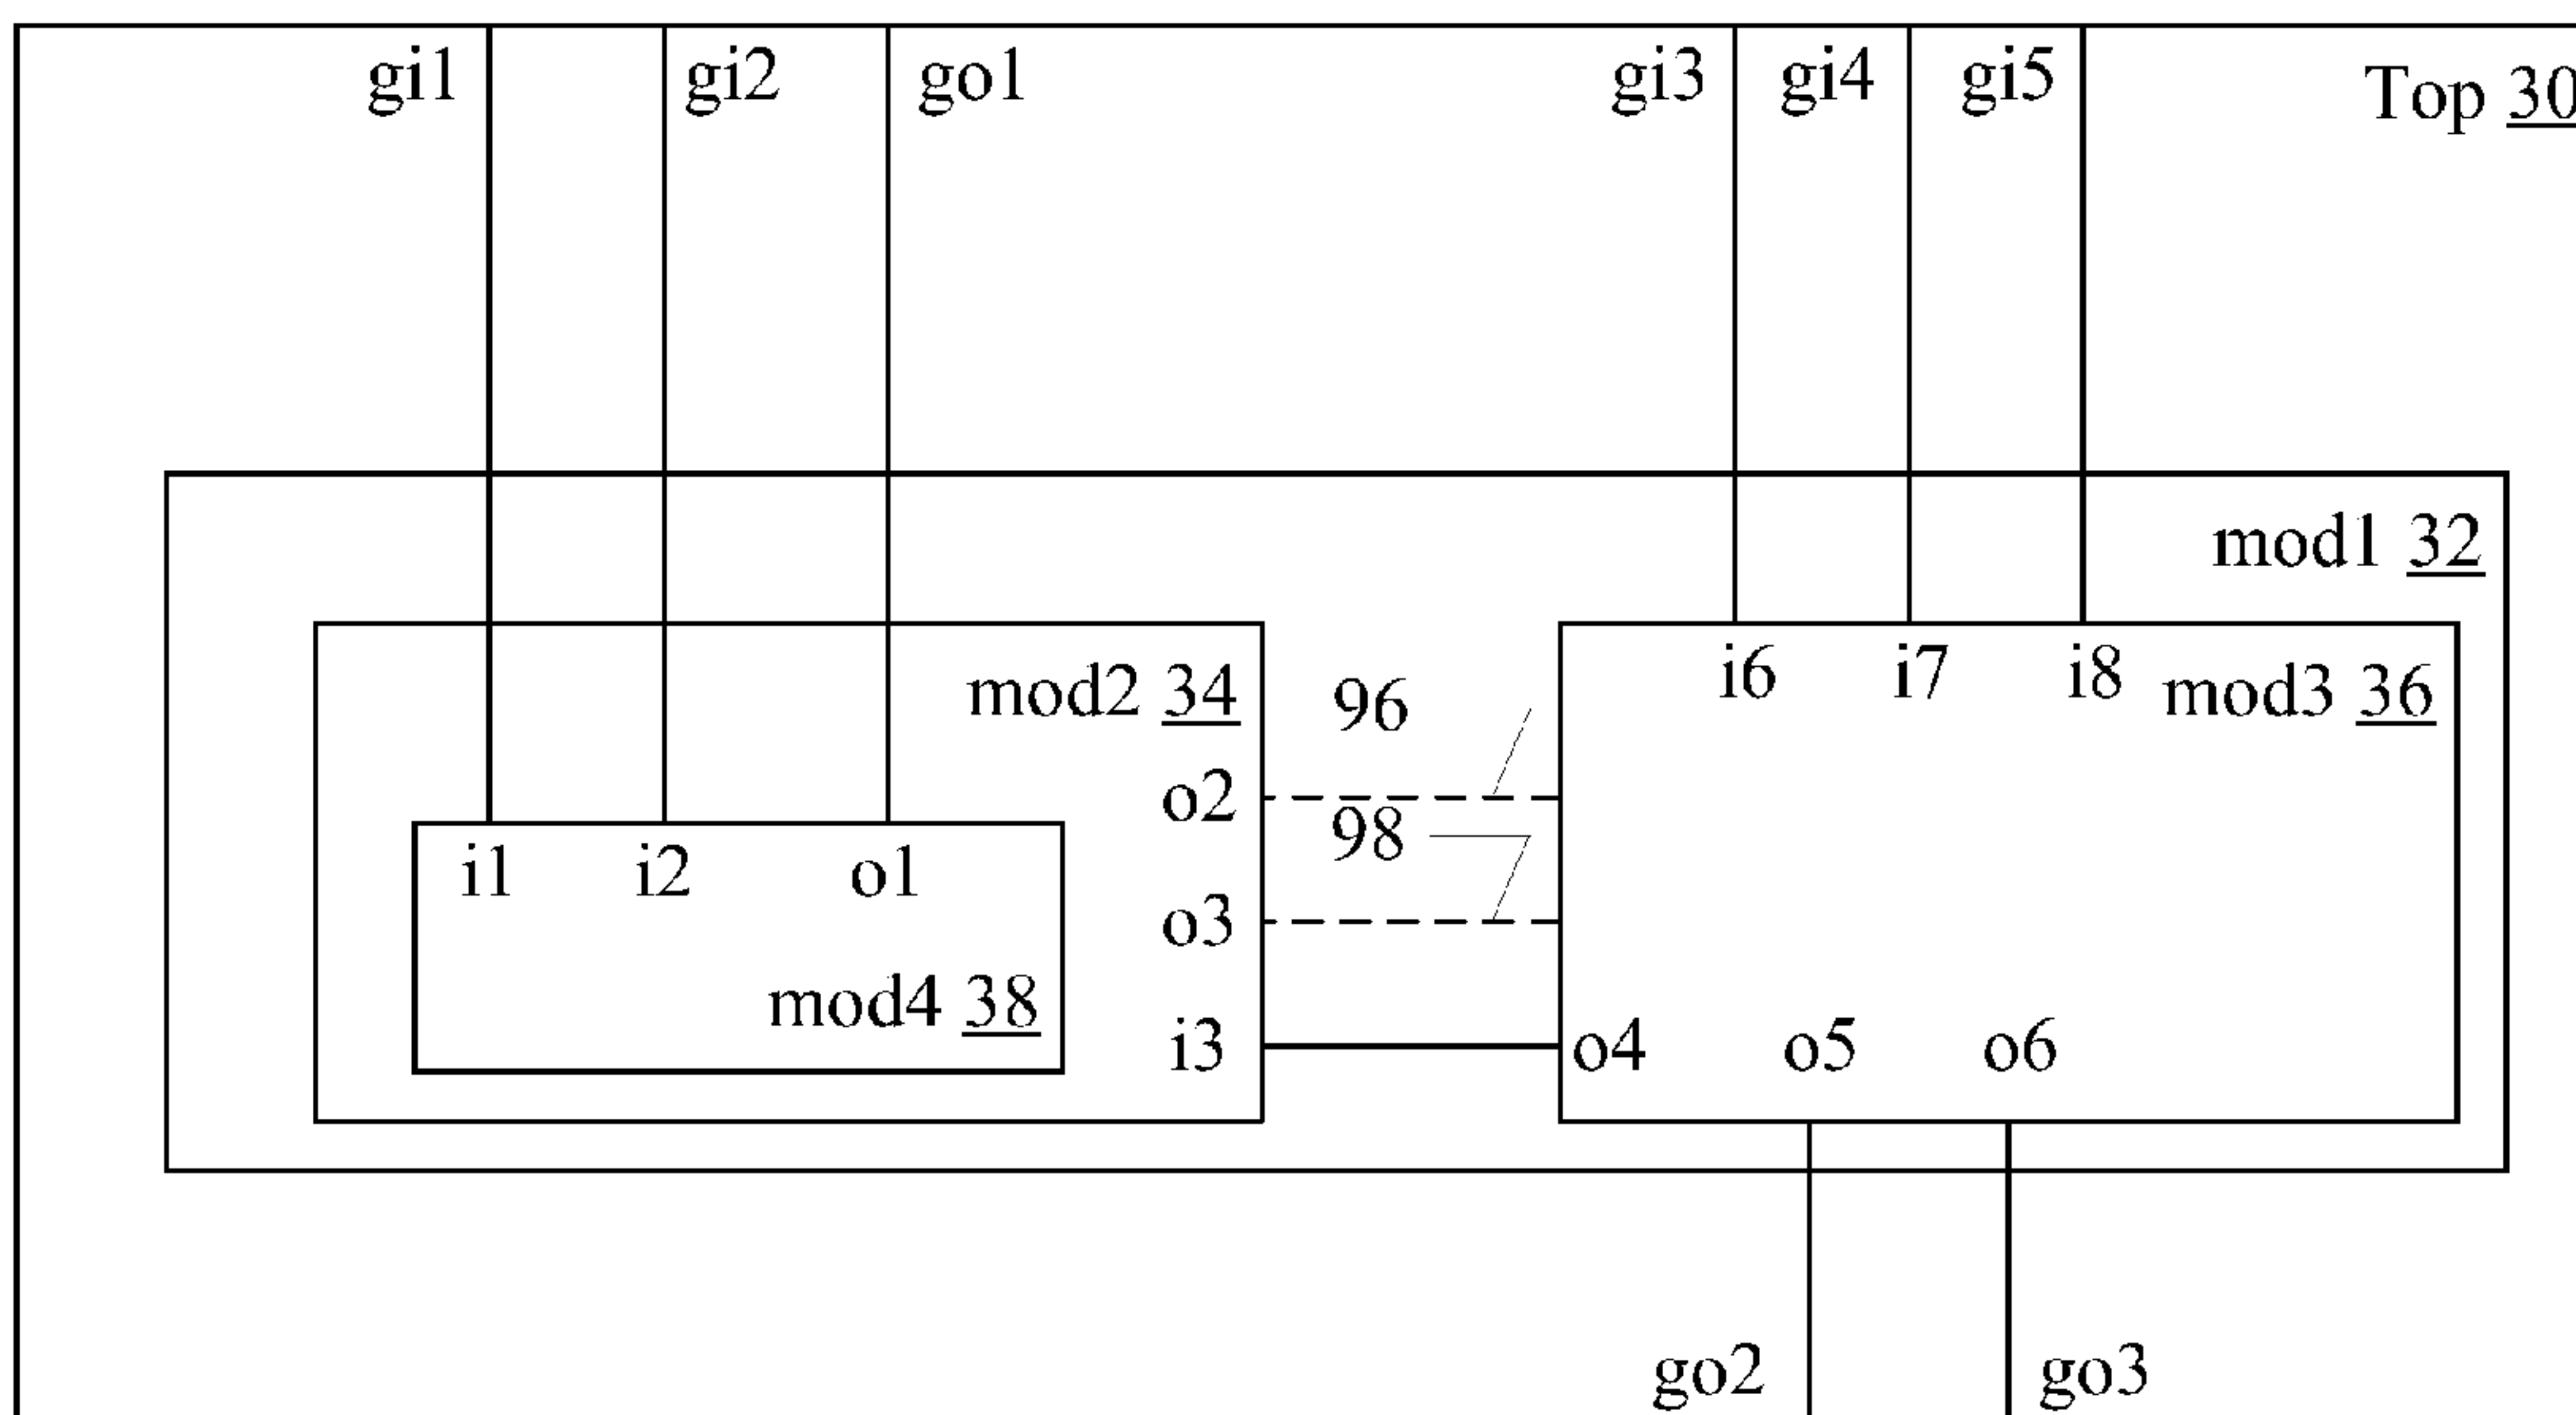 gi1 gi2 go1 gi3 gi4 gi5 Top 30
mod1 32
mod2 34 96 i6 i7 i8 mod3 36
o2
98
i1 i2 o1
o3
mod4 38
i3 o4 o5 o6
go2 go3